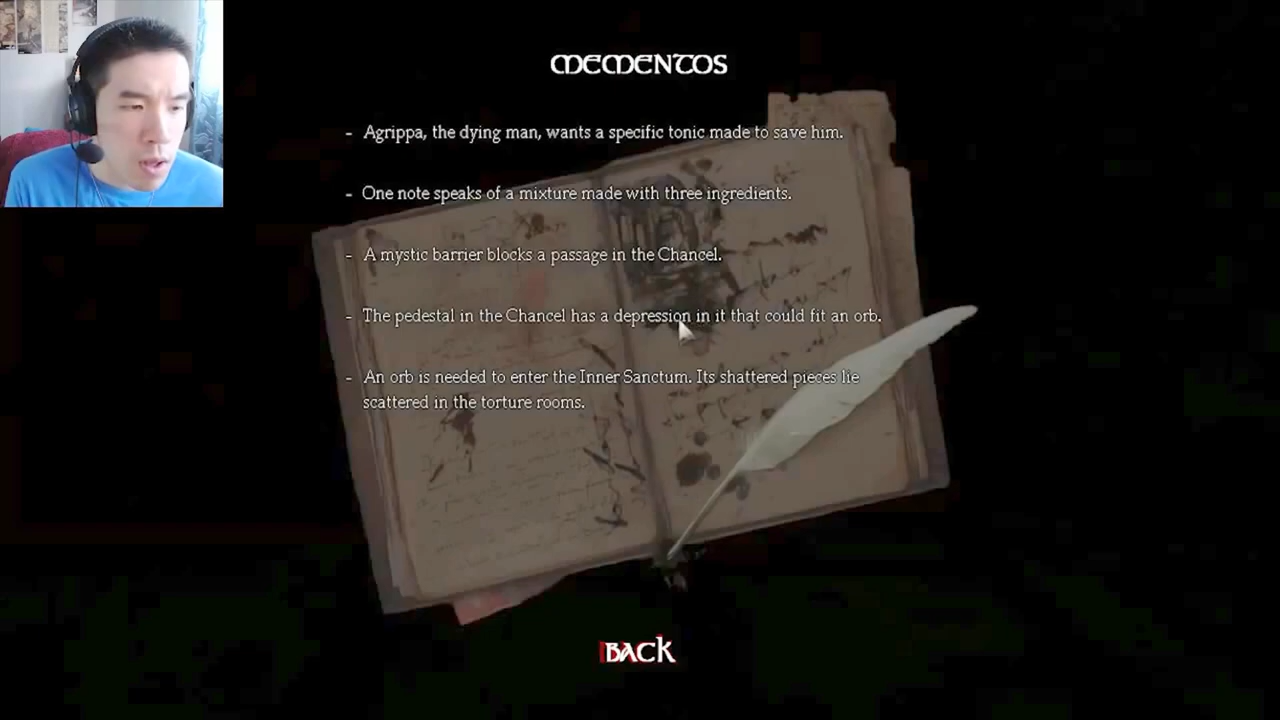 MEMENTOS
- Agrippa, the dying man, wants a specific tonic made to save him.
- One note speaks of a mixture made with three ingredients.
- A mystic barrier blocks a passage in the Chancel.
- The pedestal in the Chancel has a depression in it that could fit an orb.
- An orb is needed to enter the Inner Sanctum. Its shattered pieces lie
scattered in the torture rooms.
BACK